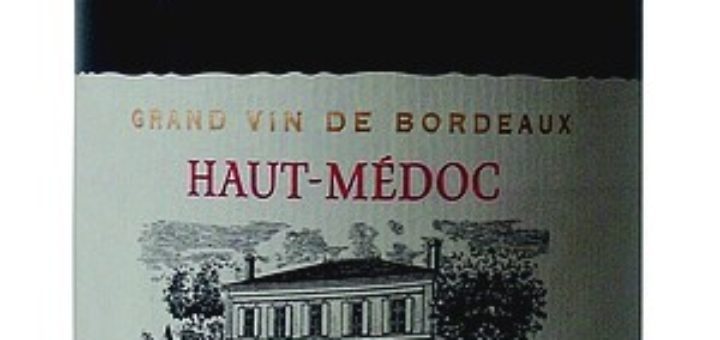 GRAND VIN DE BORDEAUX
HAUT-MÉDOC